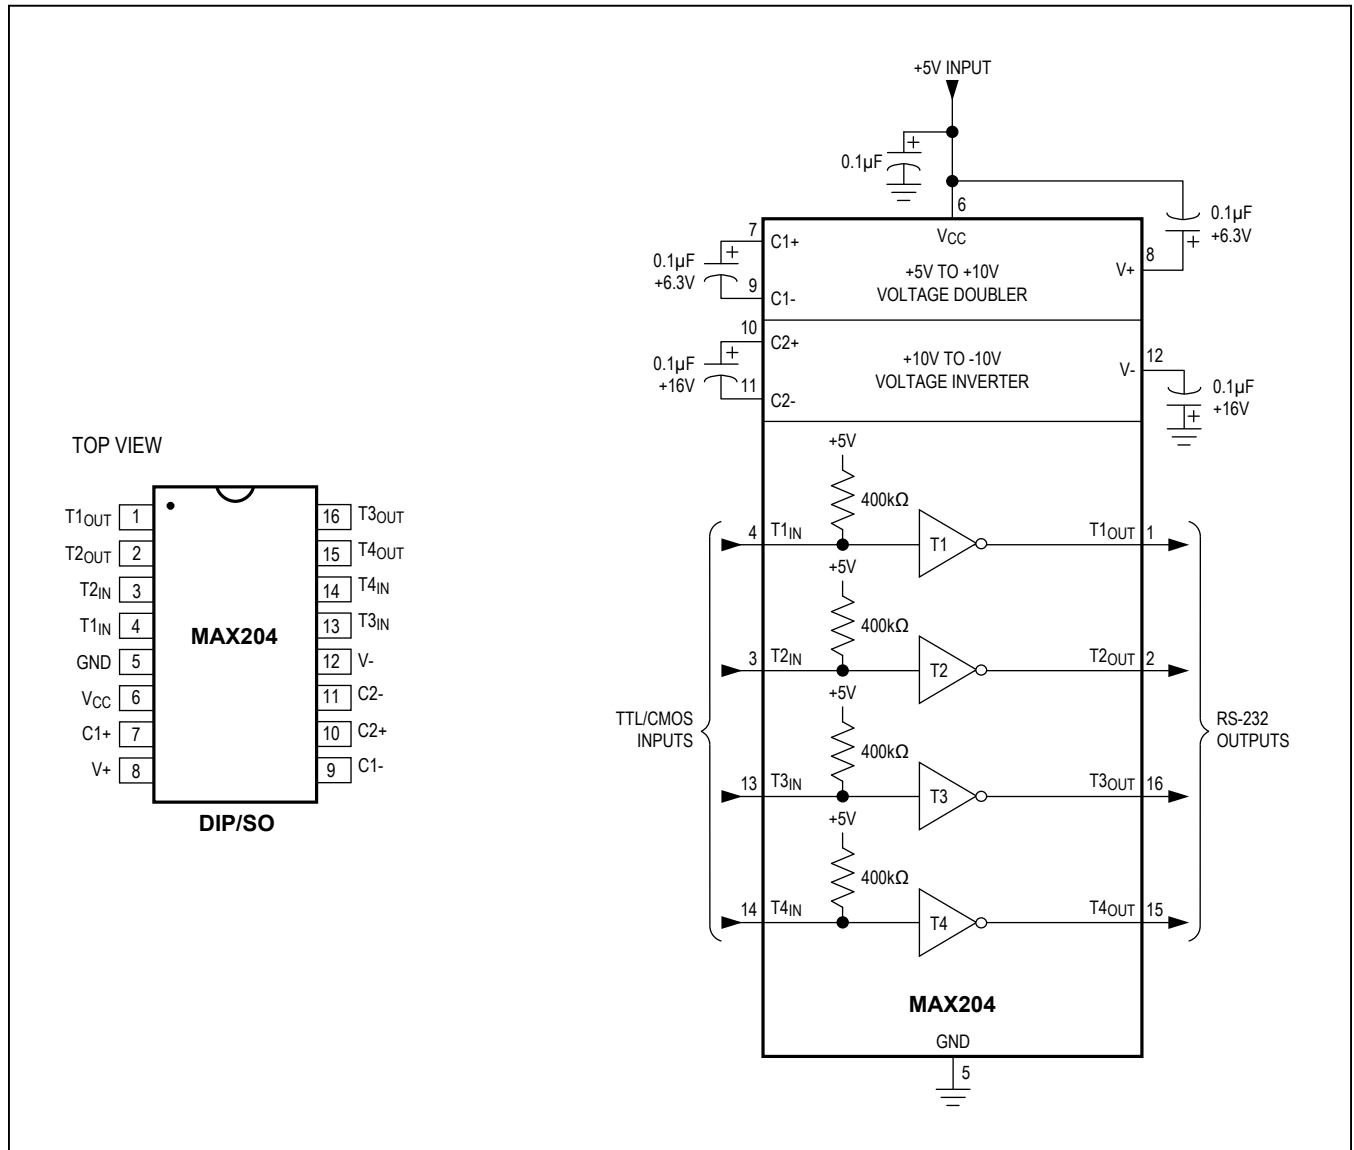 TOP VIEW
T1OUT 1
T2OUT 2
T2IN 3
T1IN 4
GND 5
VCC 6
C1+ 7
V+ 8
MAX204
16 T3OUT
15 T4OUT
14 T4IN
13 T3IN
12 V-
11 C2-
10 C2+
9 C1-
DIP/SO
+5V INPUT
0.1µF
+
6
VCC
0.1µF
+6.3V
+
8
V+
7
C1+
+
0.1µF
+6.3V
9
C1-
+5V TO +10V
VOLTAGE DOUBLER
10
C2+
+
0.1µF
+16V
11
C2-
+10V TO -10V
VOLTAGE INVERTER
12
V-
0.1µF
+16V
+
+5V
400kΩ
4 T1IN
T1
T1OUT 1
+5V
400kΩ
3 T2IN
T2
T2OUT 2
+5V
400kΩ
13 T3IN
T3
T3OUT 16
+5V
400kΩ
14 T4IN
T4
T4OUT 15
TTL/CMOS
INPUTS
RS-232
OUTPUTS
MAX204
GND
5